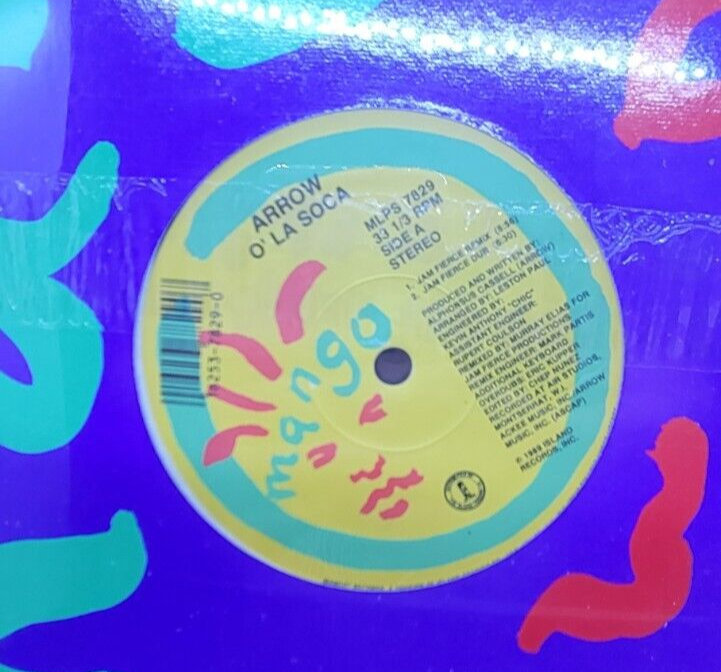 ARROW
O' LA SOCA
MLPS 7829
33 1/3 RPM
SIDE A
STEREO
1. JAM FIERCE REMIX (8:38)
2. JAM FIERCE DUB (6:30)
PRODUCED AND WRITTEN BY:
ALPHONSUS CASSELL (ARROW)
ARRANGED BY: LESTON PAUL
ENGINEERED BY:
KEVIN ANTHONY "CHIC"
ASSISTANT ENGINEER:
RUPERT COULSON
REMIXED BY: MURRAY ELIAS FOR
JAM FIERCE PRODUCTIONS
REMIX ENGINEER: MARK PARTIS
ADDITIONAL KEYBOARD
OVERDUBS: ERIC KUPPER
EDITED BY: CHEP NUNEZ
RECORDED AT AIR STUDIOS,
MONTSERRAT, W.I.
ACKEE MUSIC, INC./ARROW
MUSIC, INC. (ASCAP)
℗ 1989 ISLAND
RECORDS, INC.
mango